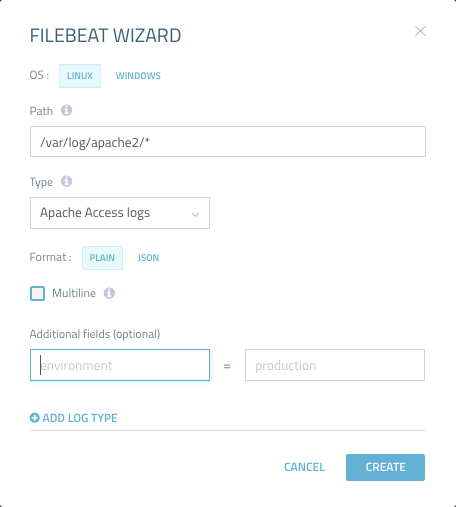 FILEBEAT WIZARD
OS : LINUX WINDOWS
Path
/var/log/apache2/*
Type
Apache Access logs
Format : PLAIN JSON
Multiline
Additional fields (optional)
environment = production
ADD LOG TYPE
CANCEL CREATE